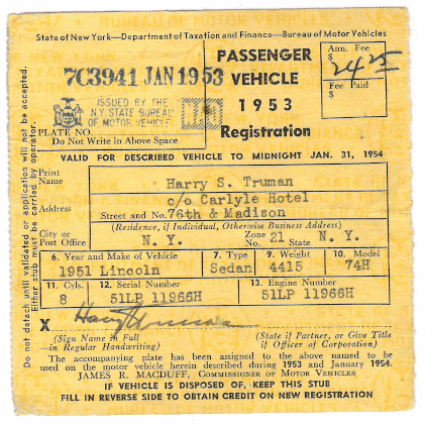 State of New York—Department of Taxation and Finance—Bureau of Motor Vehicles
7C3941 JAN 19 53
PASSENGER
VEHICLE
1953
Registration
Ann. Fee
$ 24
Fee Paid
$
ISSUED BY THE
N.Y. STATE BUREAU
OF MOTOR VEHICLES
PLATE NO.
Do Not Write in Above Space
VALID FOR DESCRIBED VEHICLE TO MIDNIGHT JAN. 31, 1954
Print
Name Harry S. Truman
c/o Carlyle Hotel
Address Street and No. 76th & Madison
(Residence, if Individual, Otherwise Business Address)
City or
Post Office N. Y. Zone No. 21 State N. Y.
6. Year and Make of Vehicle 7. Type 9. Weight 10. Model
1951 Lincoln Sedan 4415 74H
11. Cyls. 12. Serial Number 13. Engine Number
8 51LP 11966H 51LP 11966H
X Harry S Truman
(Sign Name in Full
in Regular Handwriting)
(State if Partner, or Give Title
if Officer of Corporation)
The accompanying plate has been assigned to the above named to be
used on the motor vehicle herein described during 1953 and January 1954.
JAMES R. MACDUFF, COMMISSIONER OF MOTOR VEHICLES
IF VEHICLE IS DISPOSED OF, KEEP THIS STUB
FILL IN REVERSE SIDE TO OBTAIN CREDIT ON NEW REGISTRATION
Do not detach until validated or application will not be accepted.
Either stub must be carried by operator.